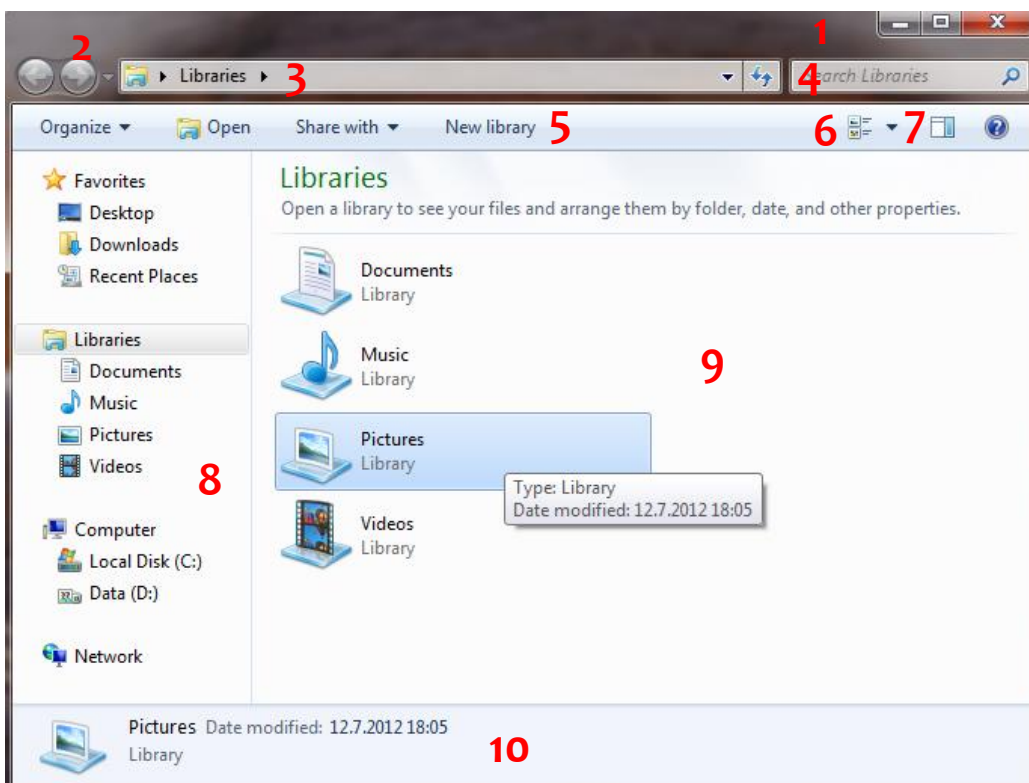 1
2
Libraries
3
4
Search Libraries
Organize
Open
Share with
New library
5
6
7
Favorites
Desktop
Downloads
Recent Places
Libraries
Documents
Music
Pictures
Videos
8
Computer
Local Disk (C:)
Data (D:)
Network
Libraries
Open a library to see your files and arrange them by folder, date, and other properties.
Documents
Library
Music
Library
9
Pictures
Library
Type: Library
Date modified: 12.7.2012 18:05
Videos
Library
Pictures Date modified: 12.7.2012 18:05
Library
10